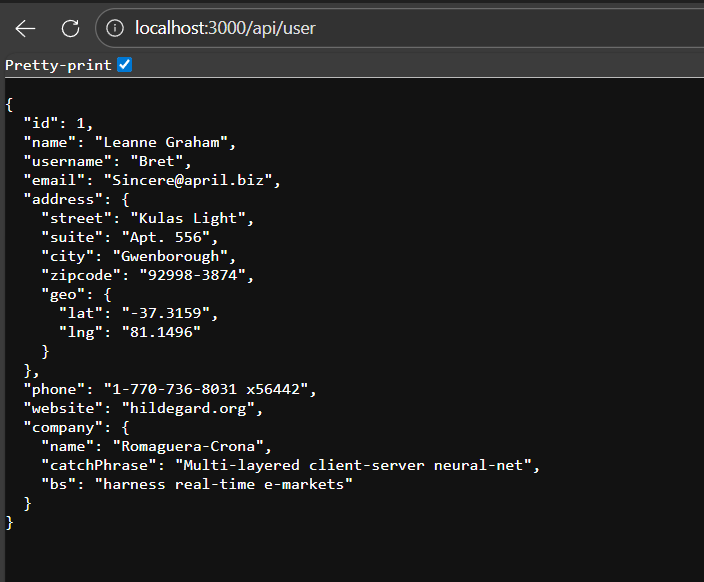 localhost:3000/api/user
Pretty-print
{
  "id": 1,
  "name": "Leanne Graham",
  "username": "Bret",
  "email": "Sincere@april.biz",
  "address": {
    "street": "Kulas Light",
    "suite": "Apt. 556",
    "city": "Gwenborough",
    "zipcode": "92998-3874",
    "geo": {
      "lat": "-37.3159",
      "lng": "81.1496"
    }
  },
  "phone": "1-770-736-8031 x56442",
  "website": "hildegard.org",
  "company": {
    "name": "Romaguera-Crona",
    "catchPhrase": "Multi-layered client-server neural-net",
    "bs": "harness real-time e-markets"
  }
}